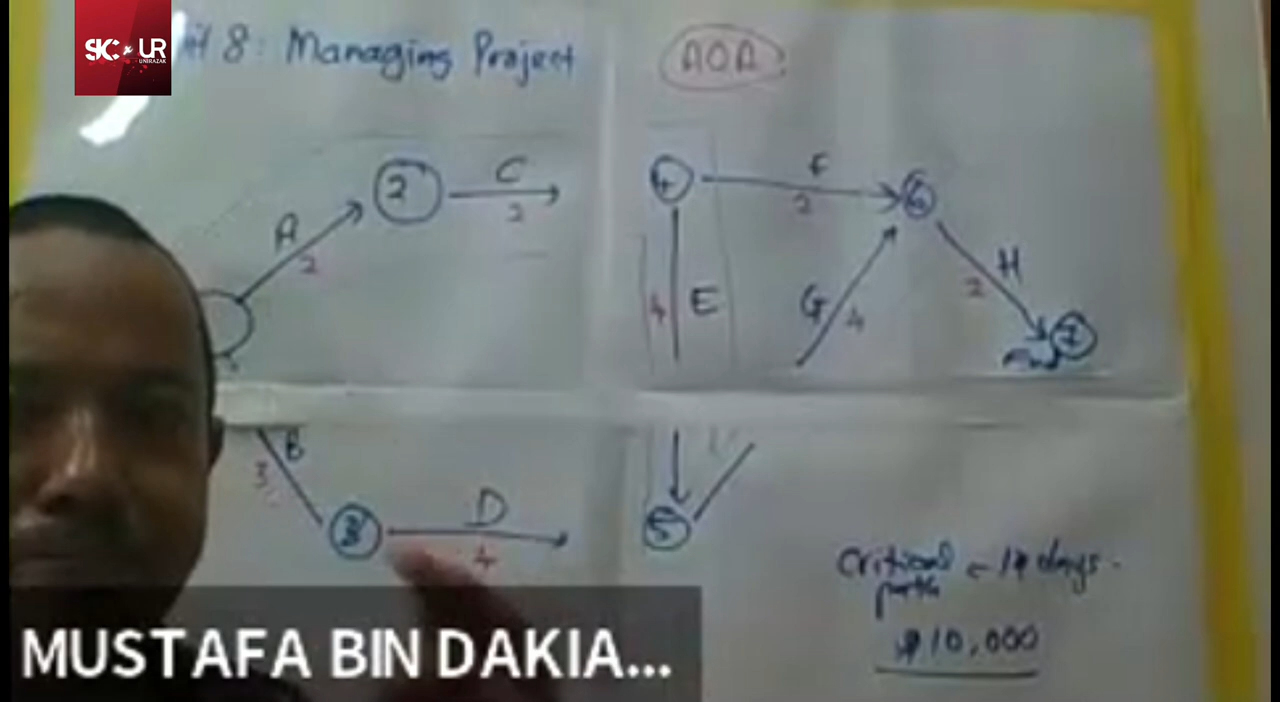 SKOUR
UNIRAZAK
8: Managing Project
AOA
2
C
2
A
2
4
F
2
6
4
E
G
4
H
2
7
B
3
3
D
4
5
Critical
path
days.
$10,000
MUSTAFA BIN DAKIA...